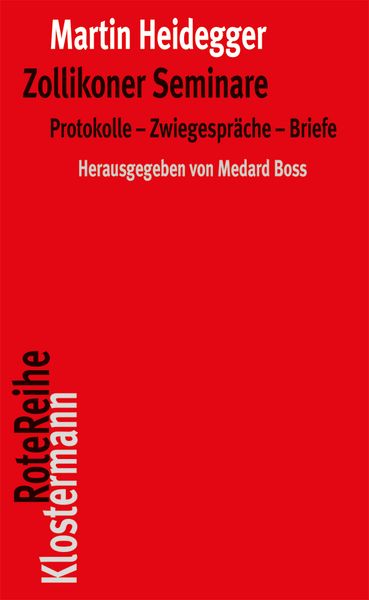 Martin Heidegger
Zollikoner Seminare
Protokolle – Zwiegespräche – Briefe
Herausgegeben von Medard Boss
RoteReihe
Klostermann